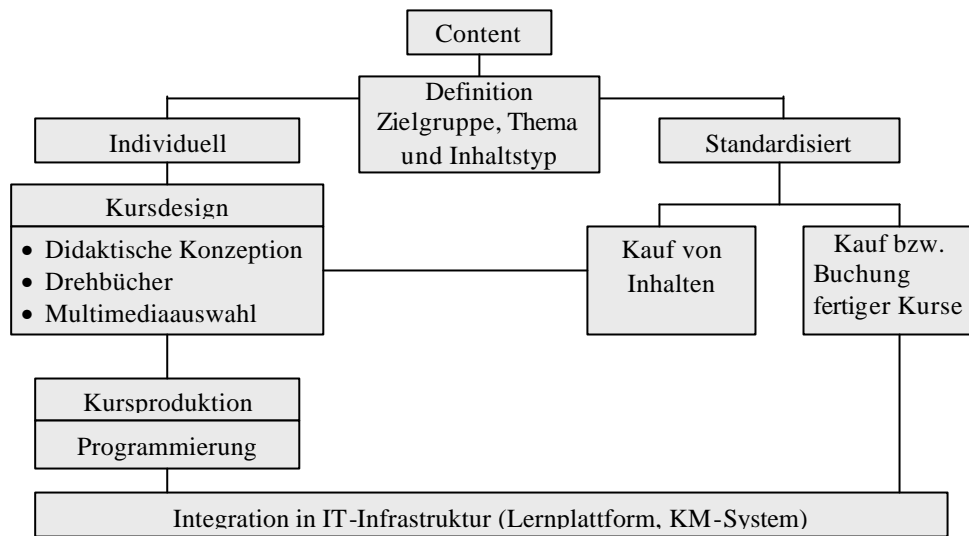 Content
Definition
Zielgruppe, Thema
und Inhaltstyp
Individuell
Standardisiert
Kursdesign
• Didaktische Konzeption
• Drehbücher
• Multimediaauswahl
Kauf von
Inhalten
Kauf bzw.
Buchung
fertiger Kurse
Kursproduktion
Programmierung
Integration in IT-Infrastruktur (Lernplattform, KM-System)